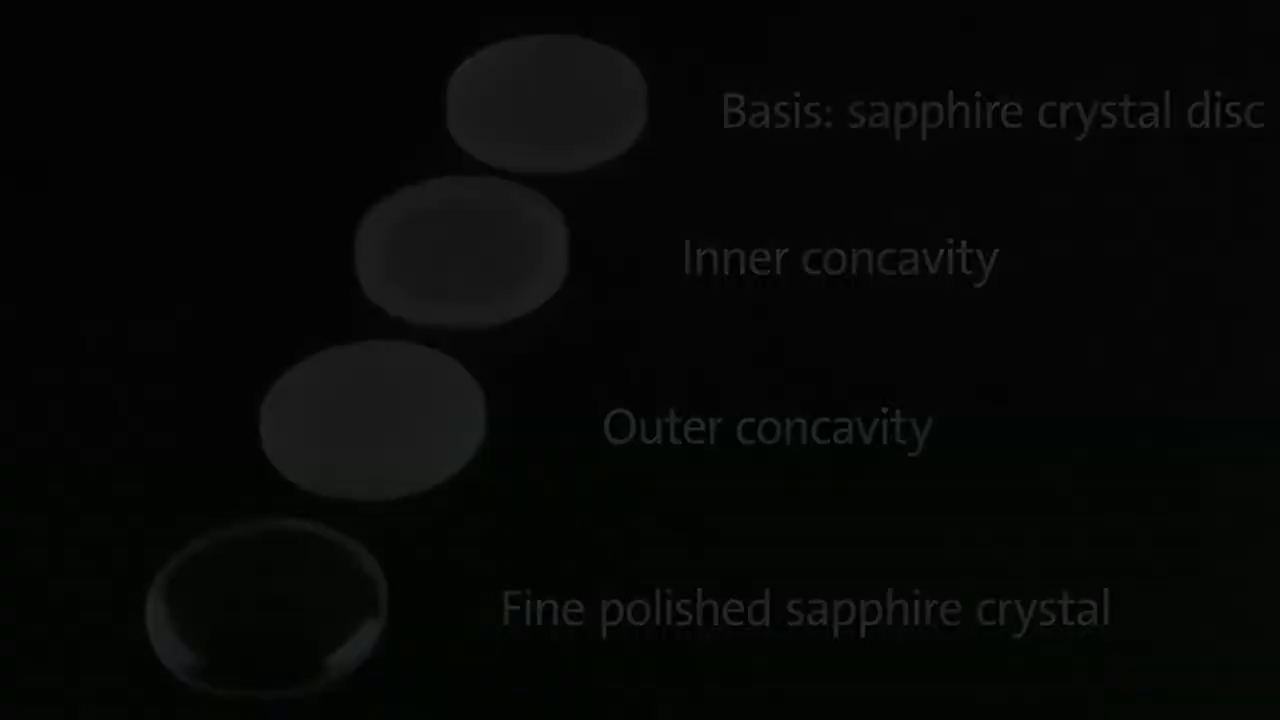 Basis: sapphire crystal disc
Inner concavity
Outer concavity
Fine polished sapphire crystal